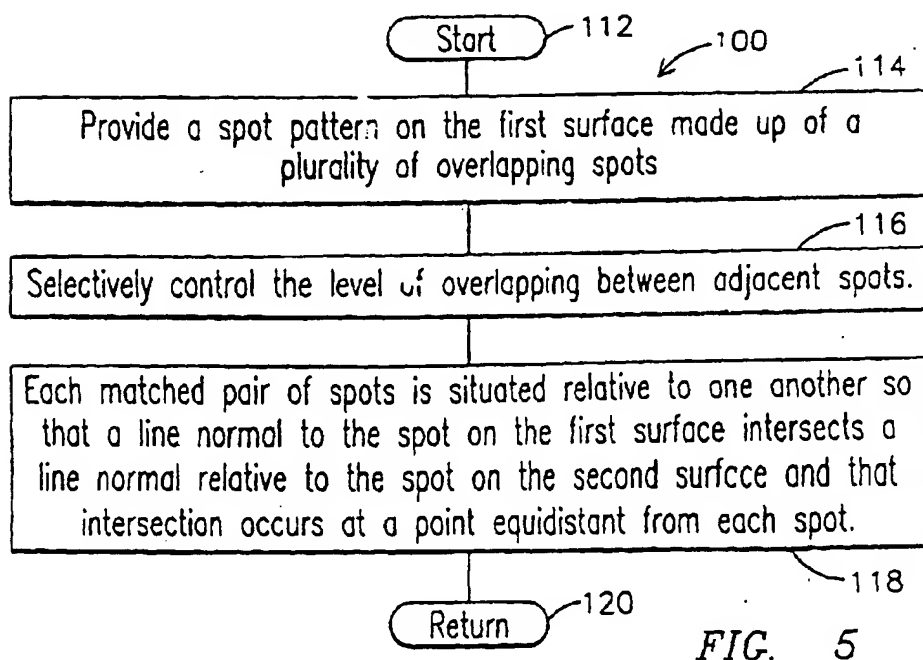 Start
112
100
114
Provide a spot pattern on the first surface made up of a
plurality of overlapping spots
116
Selectively control the level of overlapping between adjacent spots.
Each matched pair of spots is situated relative to one another so
that a line normal to the spot on the first surface intersects a
line normal relative to the spot on the second surfcce and that
intersection occurs at a point equidistant from each spot.
118
Return
120
FIG. 5